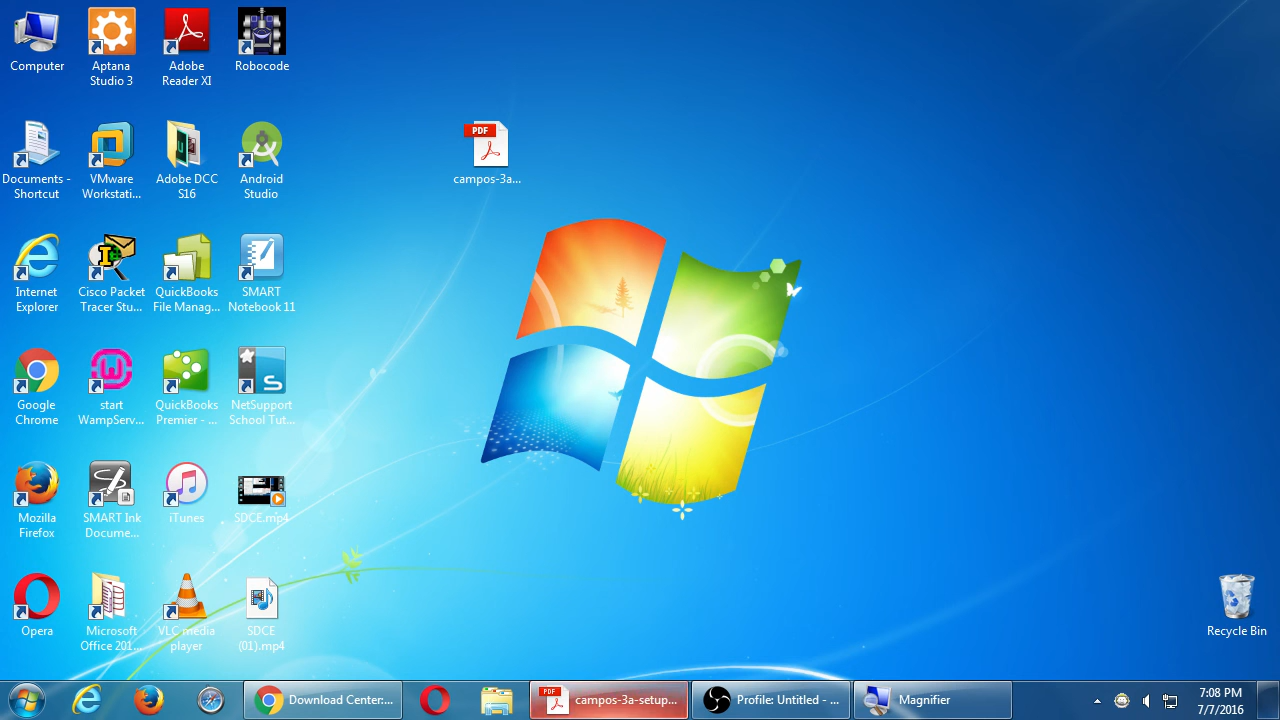 Computer
Aptana
Studio 3
Adobe
Reader XI
Robocode
Documents -
Shortcut
VMware
Workstati...
Adobe DCC
S16
Android
Studio
PDF
campos-3a...
Internet
Explorer
Cisco Packet
Tracer Stu...
QuickBooks
File Manag...
SMART
Notebook 11
Google
Chrome
start
WampServ...
QuickBooks
Premier - ...
NetSupport
School Tut...
Mozilla
Firefox
SMART Ink
Docume...
iTunes
SDCE.mp4
Opera
Microsoft
Office 201...
VLC media
player
SDCE
(01).mp4
Recycle Bin
Download Center:...
PDF
campos-3a-setup...
Profile: Untitled - ...
Magnifier
7:08 PM
7/7/2016